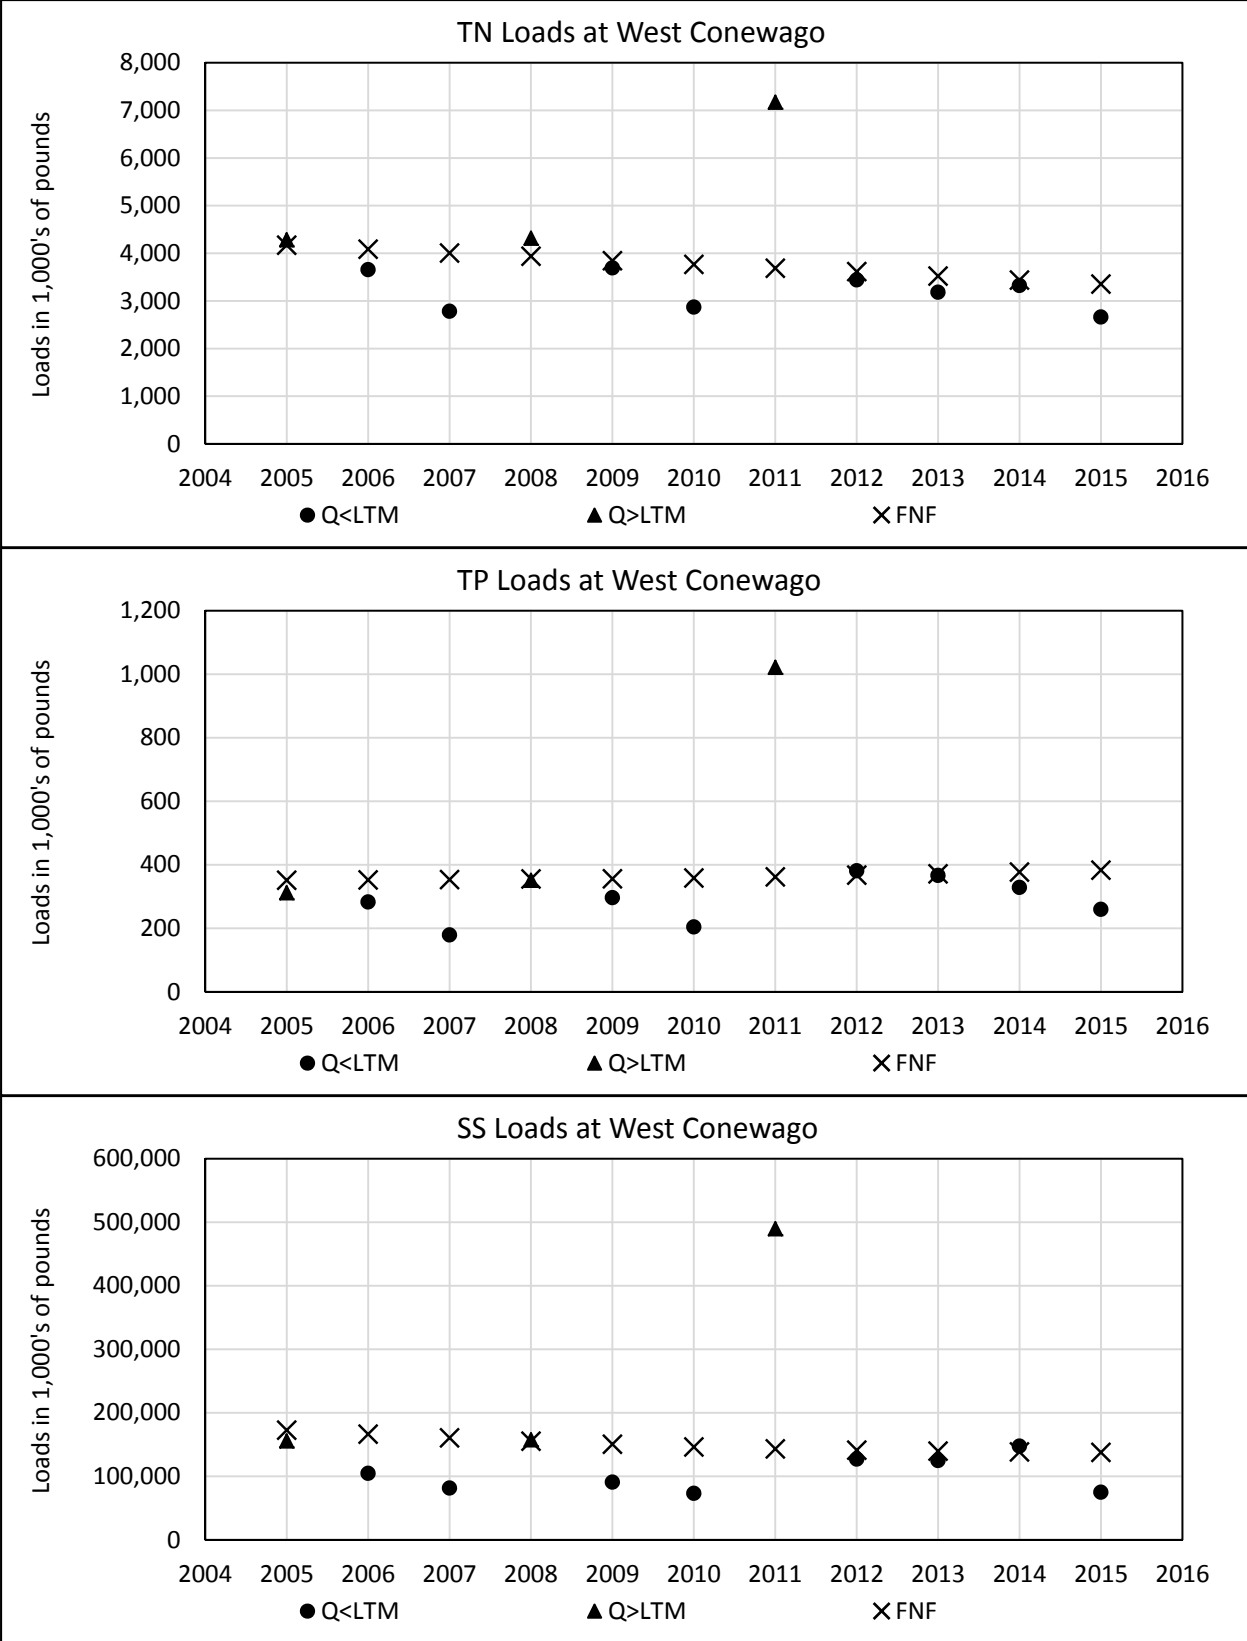 TN Loads at West Conewago
Loads in 1,000's of pounds
8,000
7,000
6,000
5,000
4,000
3,000
2,000
1,000
0
2004 2005 2006 2007 2008 2009 2010 2011 2012 2013 2014 2015 2016
Q<LTM Q>LTM FNF
TP Loads at West Conewago
Loads in 1,000's of pounds
1,200
1,000
800
600
400
200
0
2004 2005 2006 2007 2008 2009 2010 2011 2012 2013 2014 2015 2016
Q<LTM Q>LTM FNF
SS Loads at West Conewago
Loads in 1,000's of pounds
600,000
500,000
400,000
300,000
200,000
100,000
0
2004 2005 2006 2007 2008 2009 2010 2011 2012 2013 2014 2015 2016
Q<LTM Q>LTM FNF